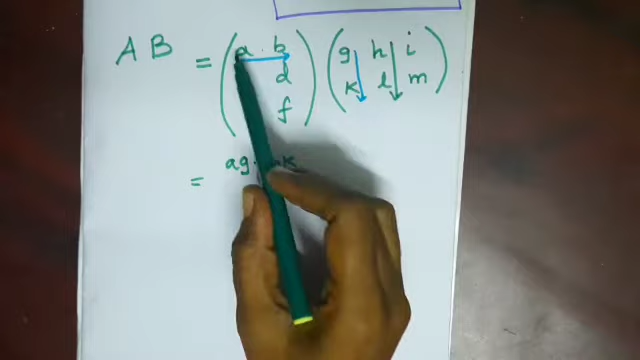 AB = (a b) (g h i)
d k l m
f
= ag